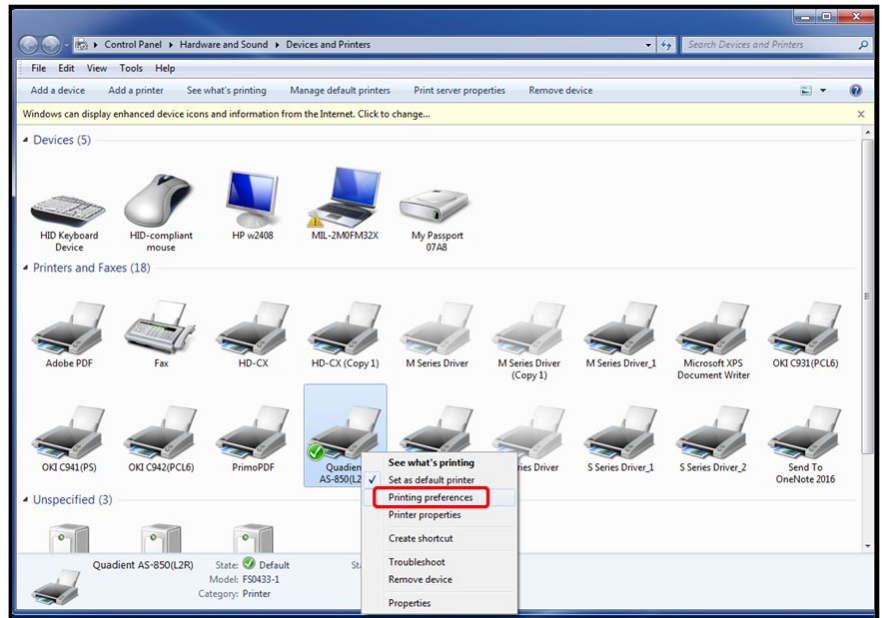 Control Panel ▸ Hardware and Sound ▸ Devices and Printers
Search Devices and Printers
File Edit View Tools Help
Add a device Add a printer See what's printing Manage default printers Print server properties Remove device
Windows can display enhanced device icons and information from the Internet. Click to change...
Devices (5)
HID Keyboard Device
HID-compliant mouse
HP w2408
MIL-2M0FM32X
My Passport 07A8
Printers and Faxes (18)
Adobe PDF
Fax
HD-CX
HD-CX (Copy 1)
M Series Driver
M Series Driver (Copy 1)
M Series Driver_1
Microsoft XPS Document Writer
OKI C931(PCL6)
OKI C941(PS)
OKI C942(PCL6)
PrimoPDF
Quadien
AS-850(L2
ries Driver
S Series Driver_1
S Series Driver_2
Send To OneNote 2016
See what's printing
Set as default printer
Printing preferences
Printer properties
Create shortcut
Troubleshoot
Remove device
Properties
Unspecified (3)
Quadient AS-850(L2R) State: Default St
Model: FS0433-1
Category: Printer